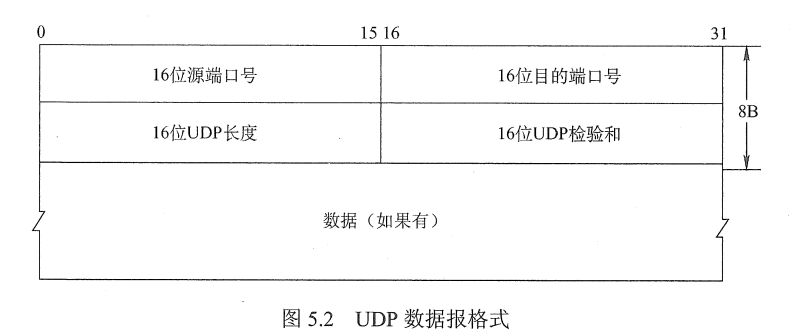 0 15 16 31
16位源端口号 16位目的端口号
8B
16位UDP长度 16位UDP检验和
数据（如果有）
图 5.2 UDP 数据报格式